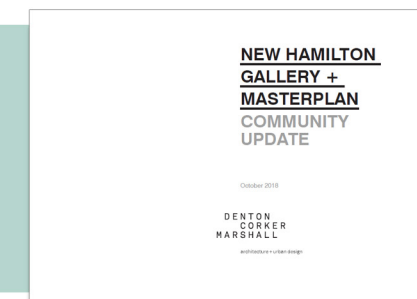 NEW HAMILTON
GALLERY +
MASTERPLAN
COMMUNITY
UPDATE
October 2018
DENTON
CORKER
MARSHALL
architecture + urban design